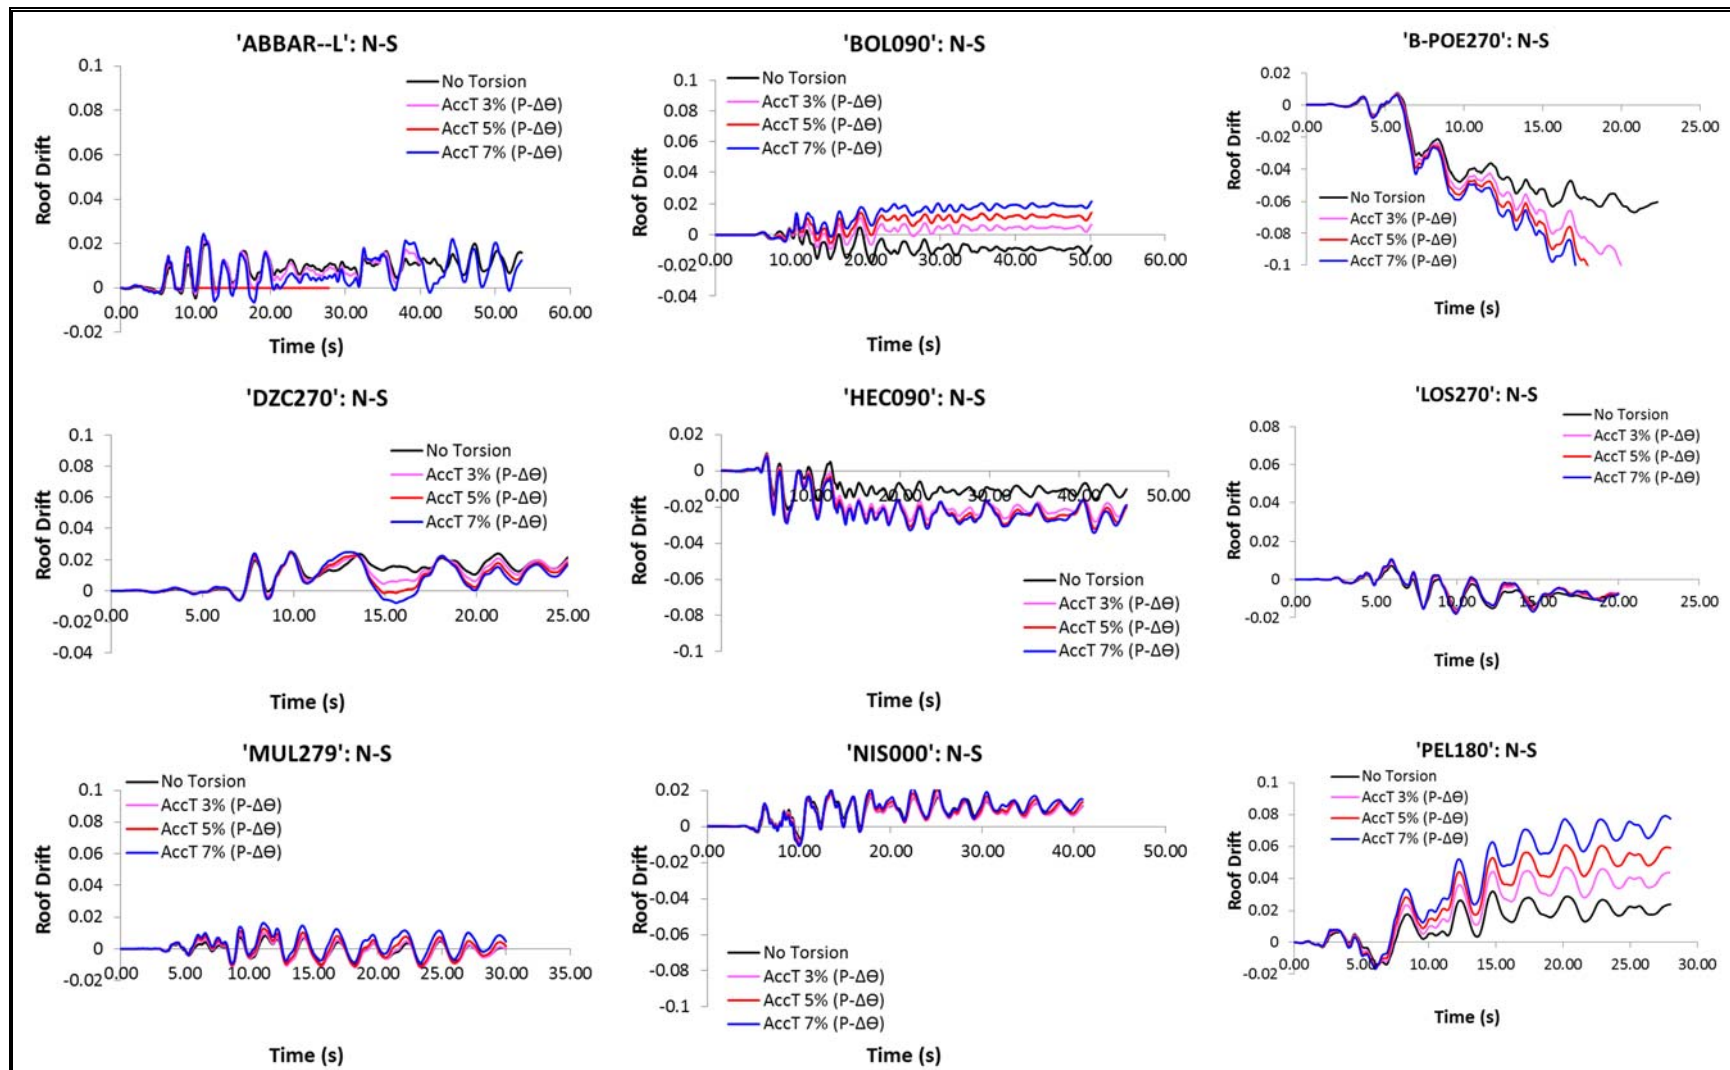 'ABBAR--L': N-S
0.1
0.08
0.06
0.04
0.02
0
-0.02
Roof Drift
0.00 10.00 20.00 30.00 40.00 50.00 60.00
Time (s)
No Torsion
AccT 3% (P-ΔΘ)
AccT 5% (P-ΔΘ)
AccT 7% (P-ΔΘ)
'BOL090': N-S
0.1
0.08
0.06
0.04
0.02
0
-0.02
-0.04
Roof Drift
0.00 10.00 20.00 30.00 40.00 50.00 60.00
Time (s)
No Torsion
AccT 3% (P-ΔΘ)
AccT 5% (P-ΔΘ)
AccT 7% (P-ΔΘ)
'B-POE270': N-S
0.02
0
-0.02
-0.04
-0.06
-0.08
-0.1
Roof Drift
0.00 5.00 10.00 15.00 20.00 25.00
No Torsion
AccT 3% (P-ΔΘ)
AccT 5% (P-ΔΘ)
AccT 7% (P-ΔΘ)
Time (s)
'DZC270': N-S
0.1
0.08
0.06
0.04
0.02
0
-0.02
-0.04
Roof Drift
0.00 5.00 10.00 15.00 20.00 25.00
No Torsion
AccT 3% (P-ΔΘ)
AccT 5% (P-ΔΘ)
AccT 7% (P-ΔΘ)
Time (s)
'HEC090': N-S
0.02
0
-0.02
-0.04
-0.06
-0.08
-0.1
Roof Drift
0.00 10.00 20.00 30.00 40.00 50.00
No Torsion
AccT 3% (P-ΔΘ)
AccT 5% (P-ΔΘ)
AccT 7% (P-ΔΘ)
Time (s)
'LOS270': N-S
0.08
0.06
0.04
0.02
0
-0.02
Roof Drift
0.00 5.00 10.00 15.00 20.00 25.00
No Torsion
AccT 3% (P-ΔΘ)
AccT 5% (P-ΔΘ)
AccT 7% (P-ΔΘ)
Time (s)
'MUL279': N-S
0.1
0.08
0.06
0.04
0.02
0
-0.02
Roof Drift
0.00 5.00 10.00 15.00 20.00 25.00 30.00 35.00
No Torsion
AccT 3% (P-ΔΘ)
AccT 5% (P-ΔΘ)
AccT 7% (P-ΔΘ)
Time (s)
'NIS000': N-S
0.02
0
-0.02
-0.04
-0.06
-0.08
-0.1
Roof Drift
0.00 10.00 20.00 30.00 40.00 50.00
No Torsion
AccT 3% (P-ΔΘ)
AccT 5% (P-ΔΘ)
AccT 7% (P-ΔΘ)
Time (s)
'PEL180': N-S
0.1
0.08
0.06
0.04
0.02
0
-0.02
Roof Drift
0.00 5.00 10.00 15.00 20.00 25.00 30.00
No Torsion
AccT 3% (P-ΔΘ)
AccT 5% (P-ΔΘ)
AccT 7% (P-ΔΘ)
Time (s)